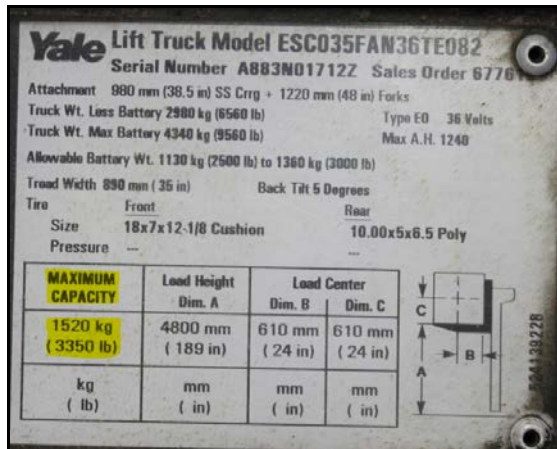 Yale Lift Truck Model ESC035FAN36TE082
Serial Number A883N01712Z Sales Order 6776
Attachment 980 mm (38.5 in) SS Crrg + 1220 mm (48 in) Forks
Truck Wt. Less Battery 2980 kg (6560 lb) Type EO 36 Volts
Truck Wt. Max Battery 4340 kg (9560 lb) Max A.H. 1240
Allowable Battery Wt. 1130 kg (2500 lb) to 1360 kg (3000 lb)
Tread Width 890 mm ( 35 in) Back Tilt 5 Degrees
Tire Front Rear
Size 18x7x12-1/8 Cushion 10.00x5x6.5 Poly
Pressure --- ---
MAXIMUM CAPACITY Load Height Dim. A Load Center Dim. B Dim. C
1520 kg 4800 mm 610 mm 610 mm
( 3350 lb) ( 189 in) ( 24 in) ( 24 in)
kg mm mm mm
( lb) ( in) ( in) ( in)
C
B
A
524139228